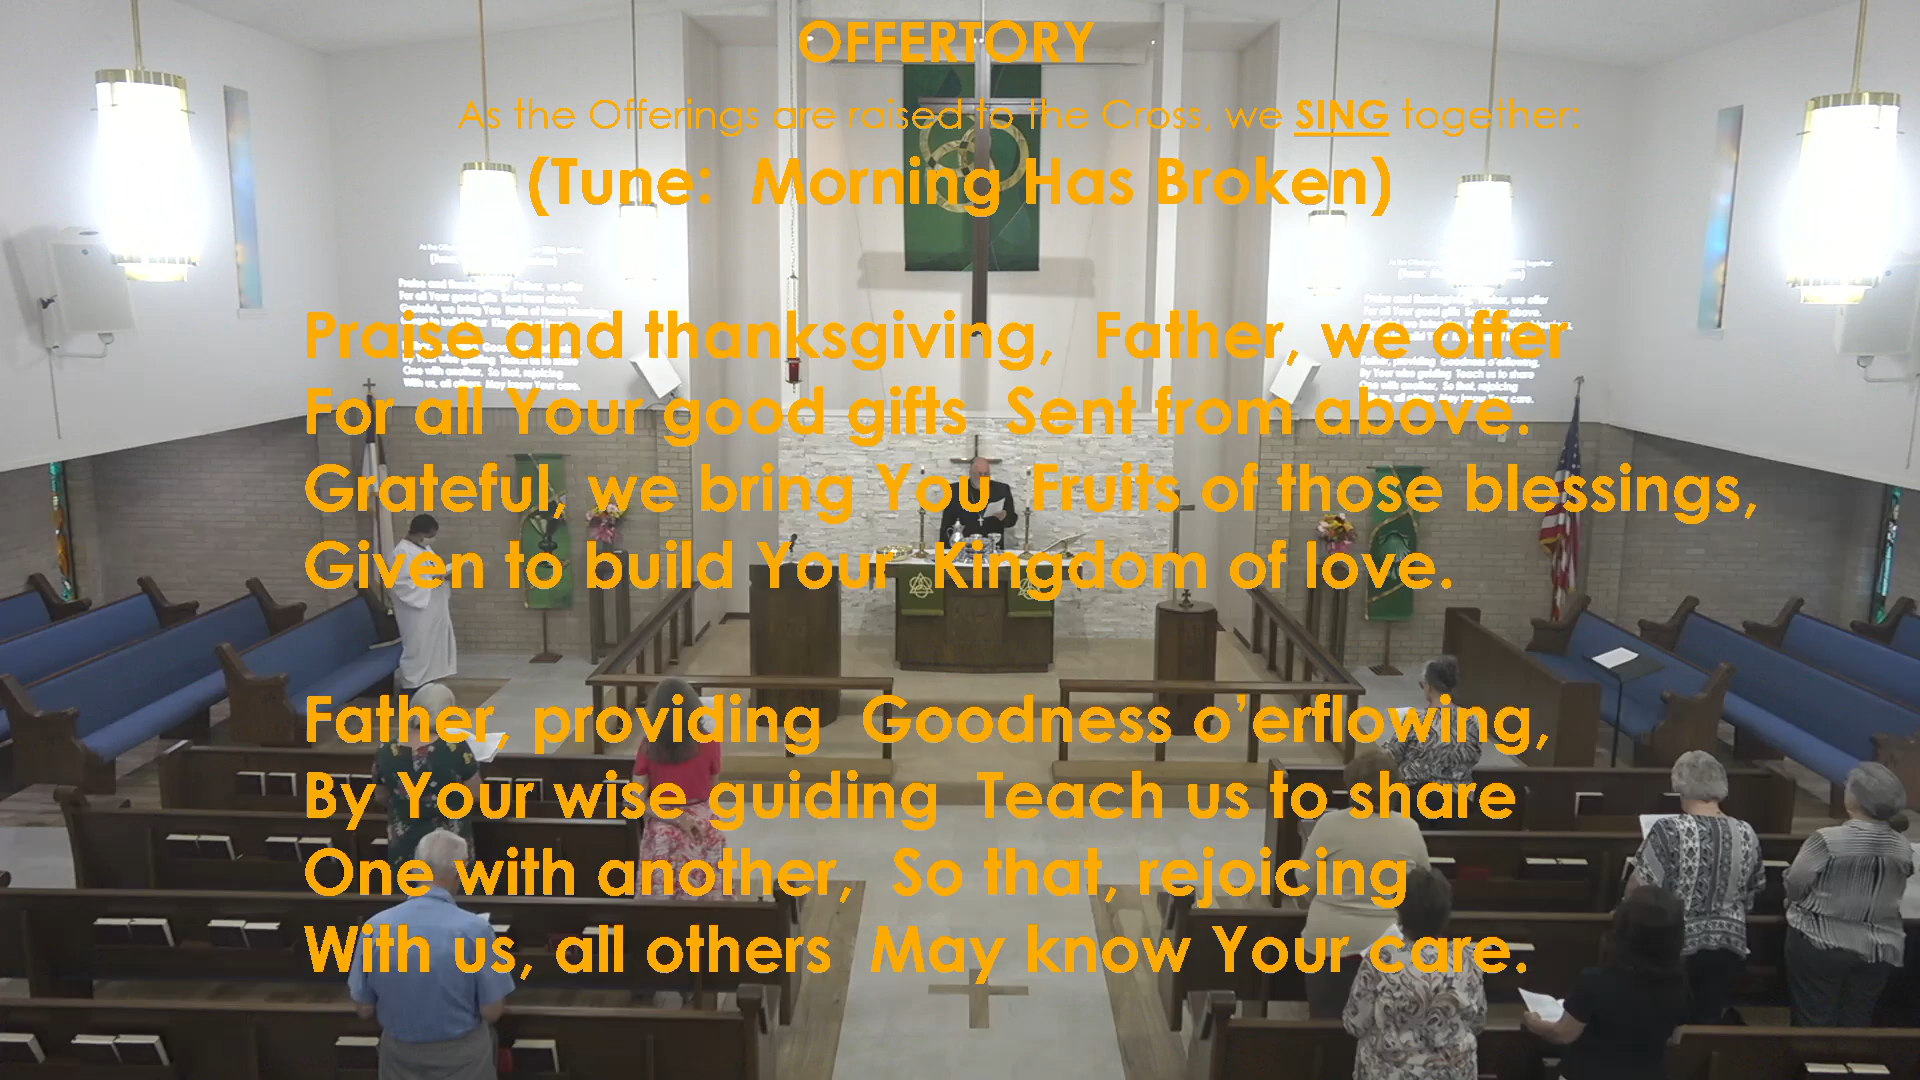 OFFERTORY
As the Offerings are raised to the Cross, we SING together:
(Tune: Morning Has Broken)
Praise and thanksgiving, Father, we offer
For all Your good gifts Sent from above.
Grateful, we bring You Fruits of those blessings,
Given to build Your Kingdom of love.
Father, providing Goodness o'erflowing,
By Your wise guiding Teach us to share
One with another, So that, rejoicing
With us, all others May know Your care.